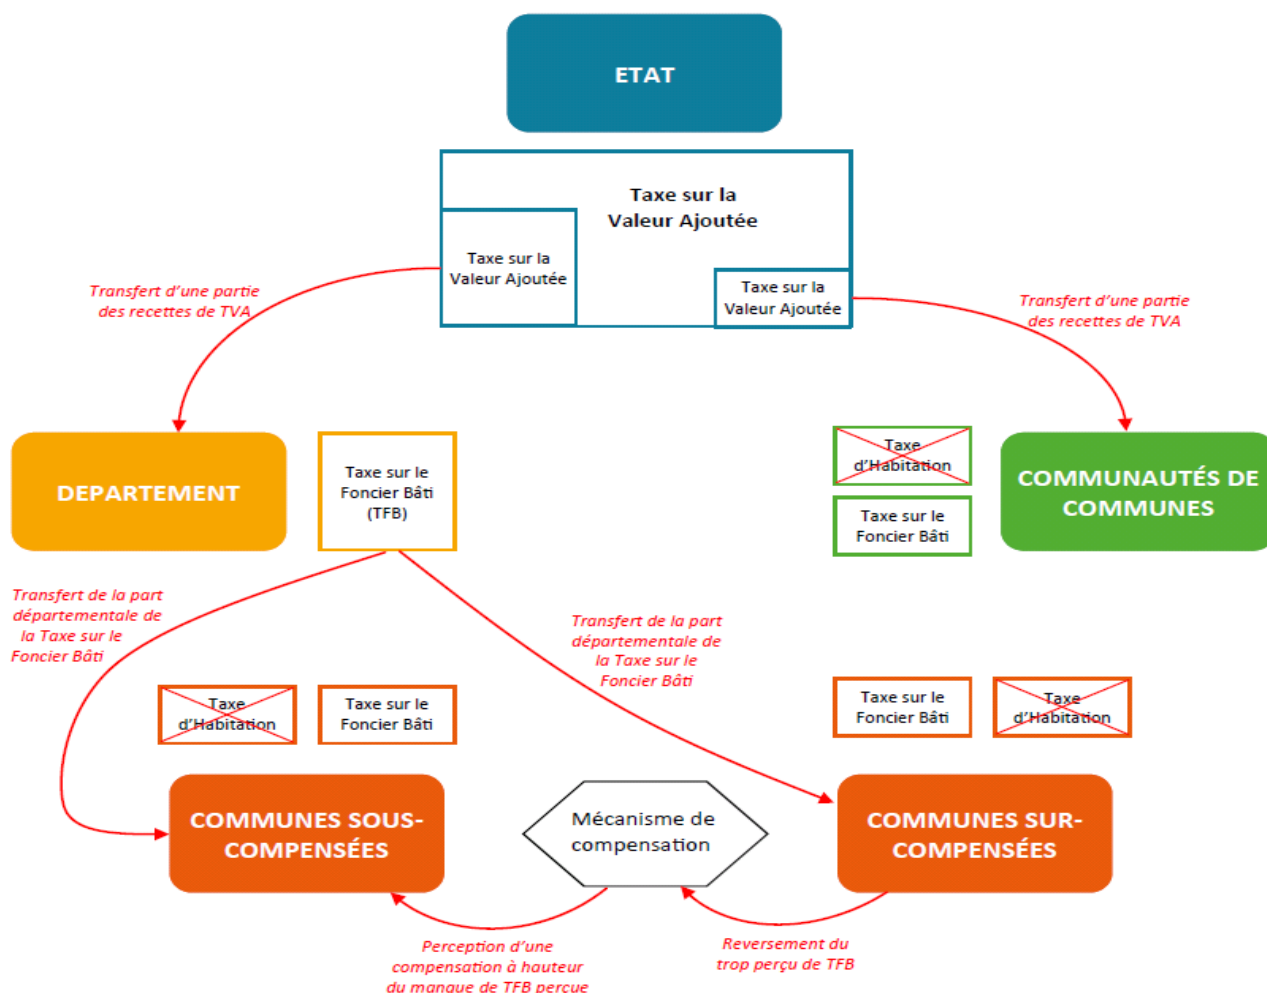 ETAT
Taxe sur la
Valeur Ajoutée
Taxe sur la
Valeur Ajoutée
Taxe sur la
Valeur Ajoutée
Transfert d'une partie
des recettes de TVA
Transfert d'une partie
des recettes de TVA
DEPARTEMENT
Taxe sur le
Foncier Bâti
(TFB)
Taxe
d'Habitation
Taxe sur le
Foncier Bâti
COMMUNAUTÉS DE
COMMUNES
Transfert de la part
départementale de
la Taxe sur le
Foncier Bâti
Transfert de la part
départementale de
la Taxe sur le
Foncier Bâti
Taxe
d'Habitation
Taxe sur le
Foncier Bâti
Taxe sur le
Foncier Bâti
Taxe
d'Habitation
COMMUNES SOUS-
COMPENSÉES
Mécanisme de
compensation
COMMUNES SUR-
COMPENSÉES
Perception d'une
compensation à hauteur
du manque de TFB perçue
Reversement du
trop perçu de TFB